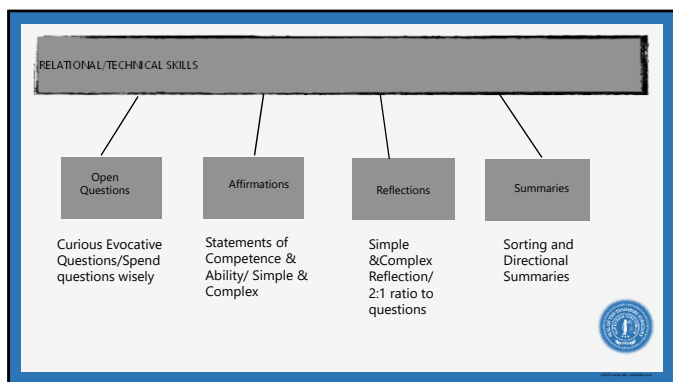 RELATIONAL/TECHNICAL SKILLS
Open
Questions
Affirmations
Reflections
Summaries
Curious Evocative
Questions/Spend
questions wisely
Statements of
Competence &
Ability/ Simple &
Complex
Simple
&Complex
Reflection/
2:1 ratio to
questions
Sorting and
Directional
Summaries